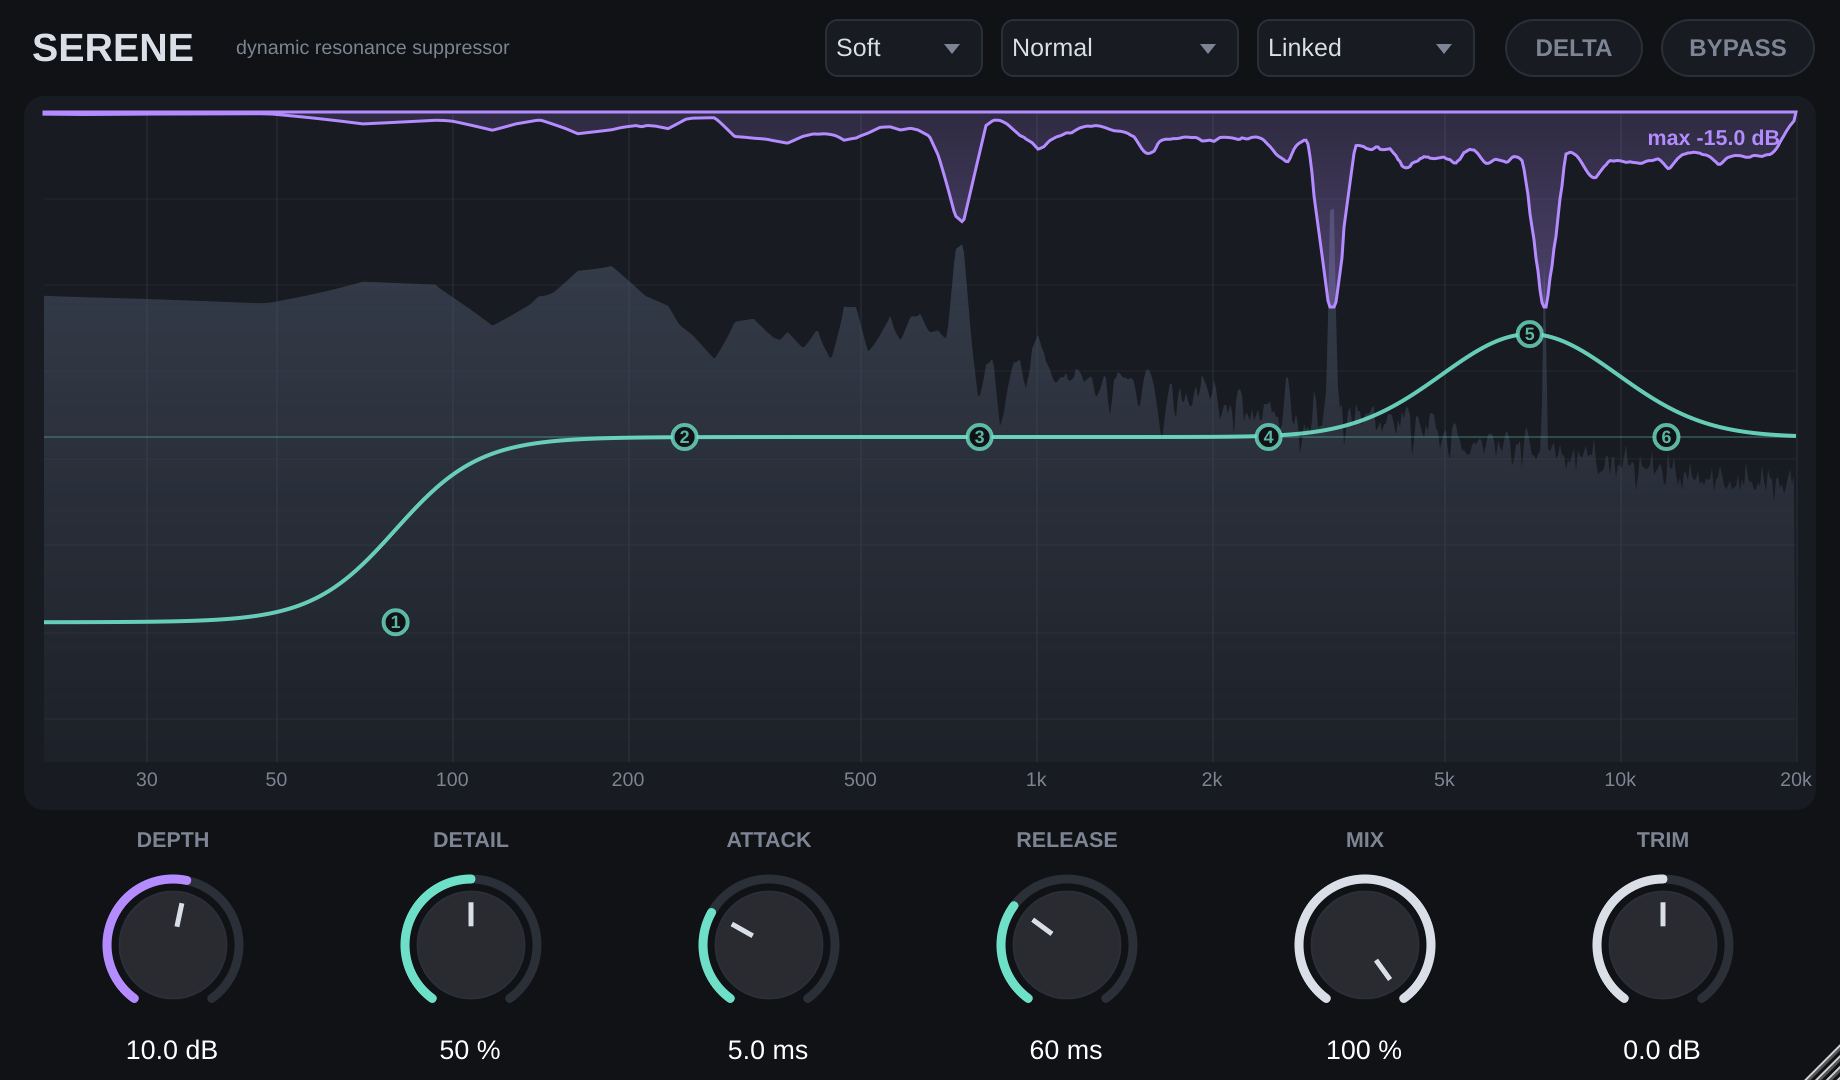 SERENE dynamic resonance suppressor Soft Normal Linked DELTA BYPASS
max -15.0 dB
5
2 3 4 6
1
30 50 100 200 500 1k 2k 5k 10k 20k
DEPTH DETAIL ATTACK RELEASE MIX TRIM
10.0 dB 50 % 5.0 ms 60 ms 100 % 0.0 dB